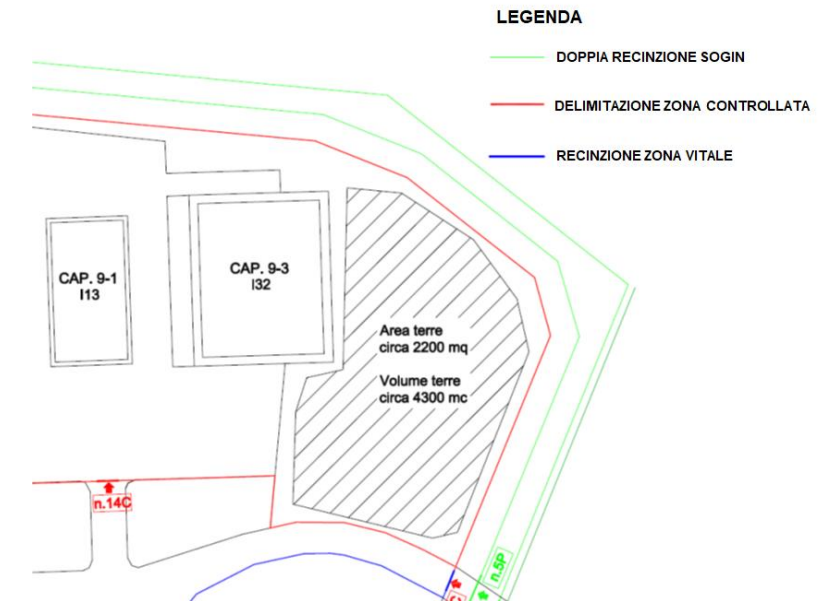 LEGENDA
DOPPIA RECINZIONE SOGIN
DELIMITAZIONE ZONA CONTROLLATA
RECINZIONE ZONA VITALE
CAP. 9-1
I13
CAP. 9-3
I32
Area terre
circa 2200 mq
Volume terre
circa 4300 mc
n.14C
n.5P